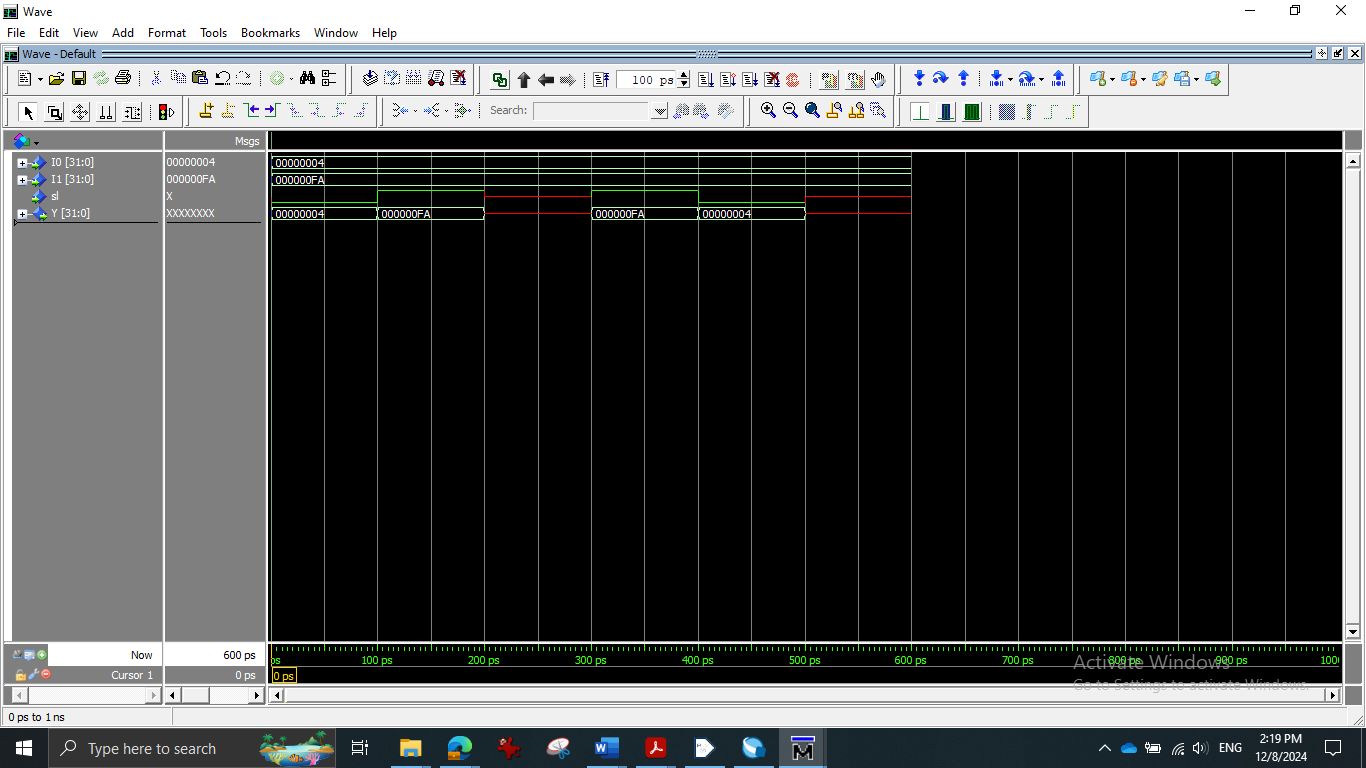 Wave
File Edit View Add Format Tools Bookmarks Window Help
Wave - Default
100 ps
Search:
Msgs
I0 [31:0] 00000004 00000004
I1 [31:0] 000000FA 000000FA
sl X
Y [31:0] XXXXXXXX 00000004 000000FA 000000FA 00000004
Now 600 ps
ps 100 ps 200 ps 300 ps 400 ps 500 ps 600 ps 700 ps 800 ps 900 ps 100
Cursor 1 0 ps 0 ps
Activate Windows
Go to Settings to activate Windows.
0 ps to 1 ns
Type here to search
ENG
2:19 PM
12/8/2024